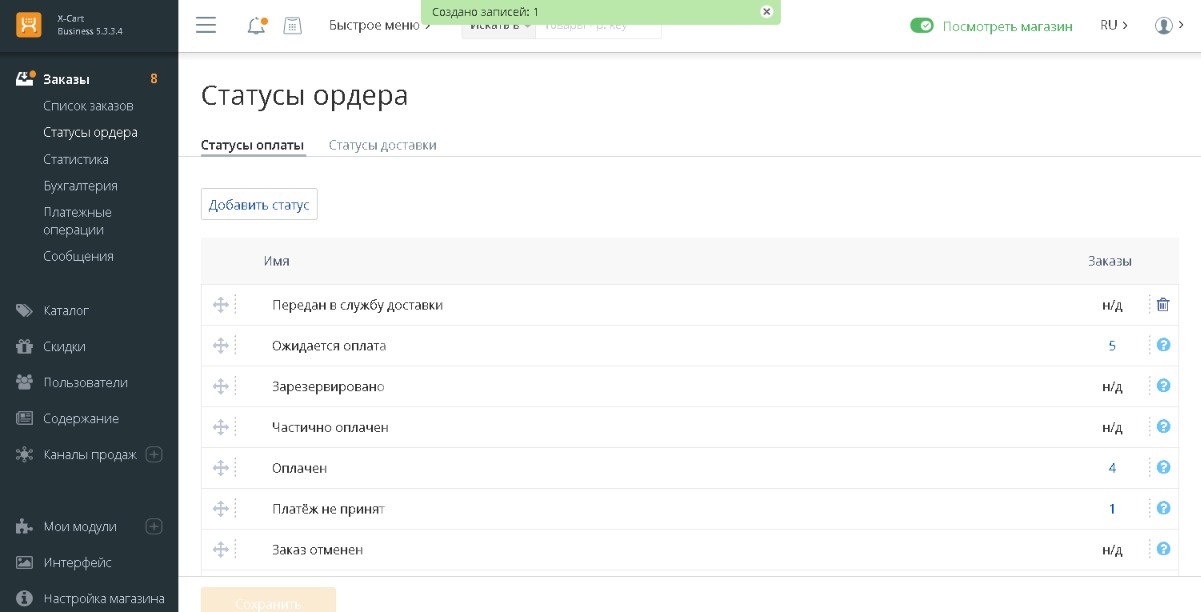 X-Cart
Business 5.3.3.4
Создано записей: 1
Быстрое меню
Искать в
Посмотреть магазин
RU
Заказы 8
Список заказов
Статусы ордера
Статистика
Бухгалтерия
Платежные
операции
Сообщения
Каталог
Скидки
Пользователи
Содержание
Каналы продаж
Мои модули
Интерфейс
Настройка магазина
Статусы ордера
Статусы оплаты Статусы доставки
Добавить статус
Имя Заказы
Передан в службу доставки н/д
Ожидается оплата 5
Зарезервировано н/д
Частично оплачен н/д
Оплачен 4
Платёж не принят 1
Заказ отменен н/д
Сохранить